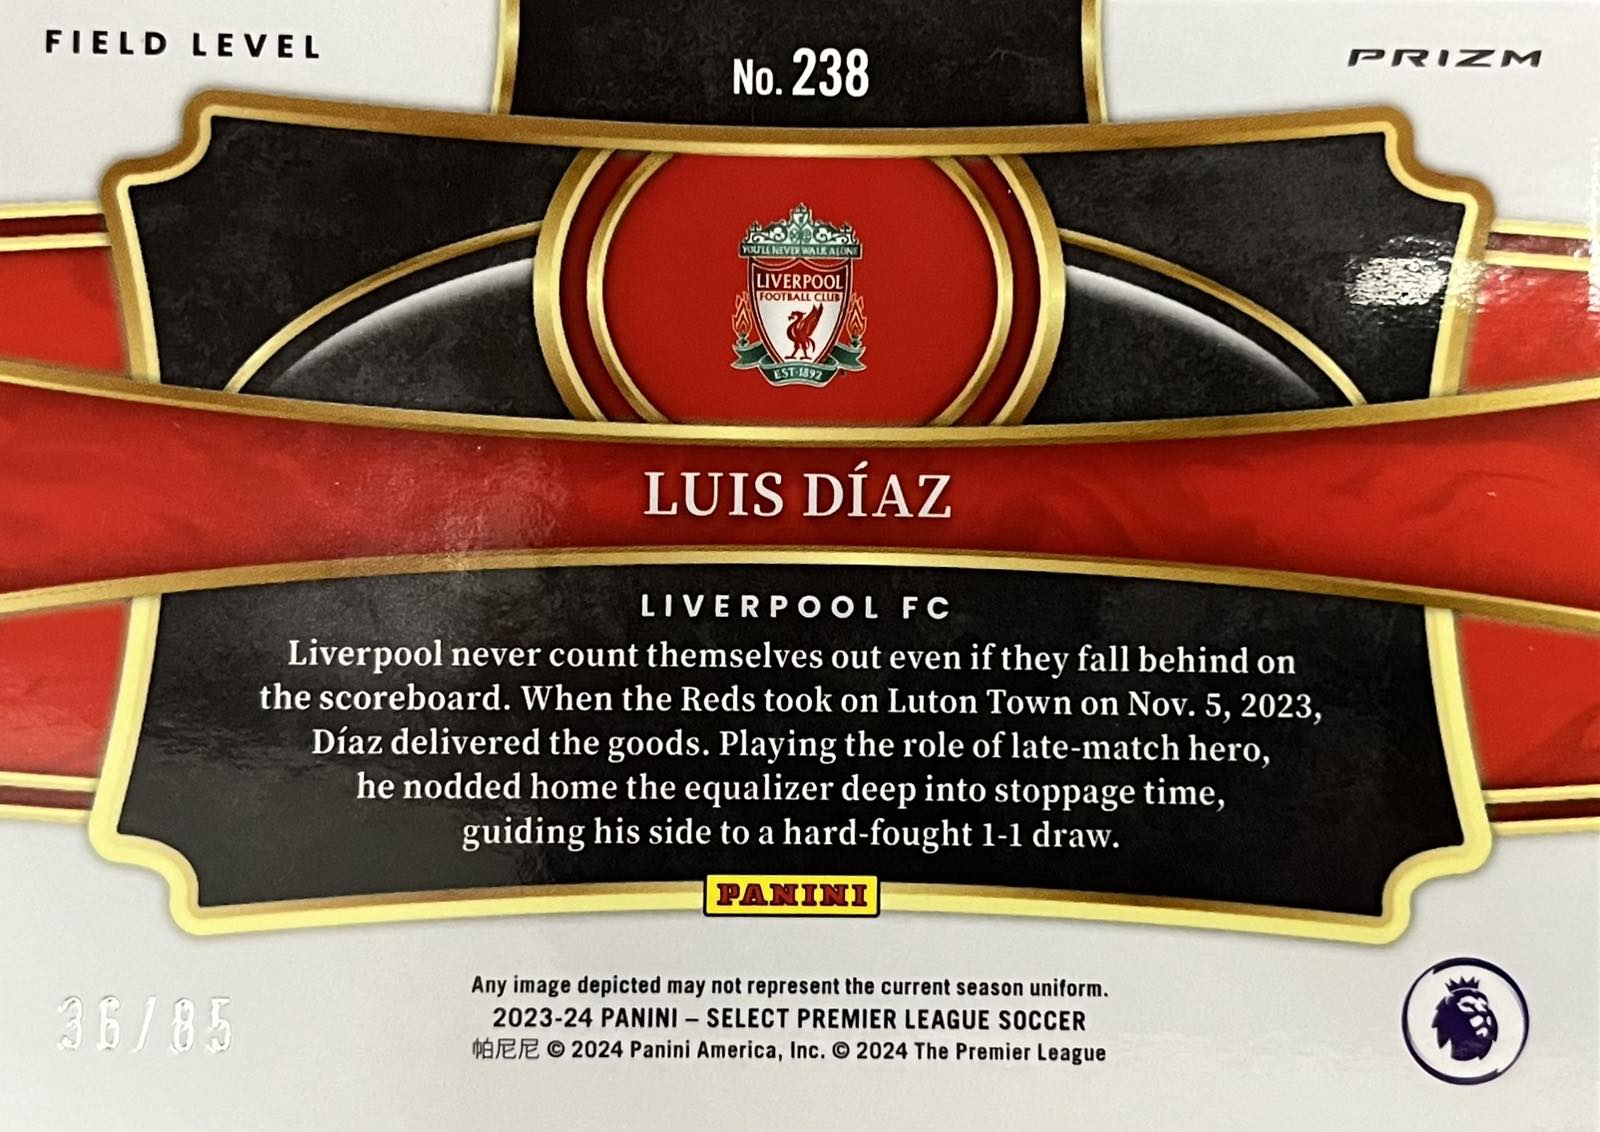 FIELD LEVEL
No. 238
PRIZM
YOU'LL NEVER WALK ALONE
LIVERPOOL
FOOTBALL CLUB
EST·1892
LUIS DÍAZ
LIVERPOOL FC
Liverpool never count themselves out even if they fall behind on
the scoreboard. When the Reds took on Luton Town on Nov. 5, 2023,
Díaz delivered the goods. Playing the role of late-match hero,
he nodded home the equalizer deep into stoppage time,
guiding his side to a hard-fought 1-1 draw.
PANINI
36/85
Any image depicted may not represent the current season uniform.
2023-24 PANINI – SELECT PREMIER LEAGUE SOCCER
帕尼尼 © 2024 Panini America, Inc. © 2024 The Premier League